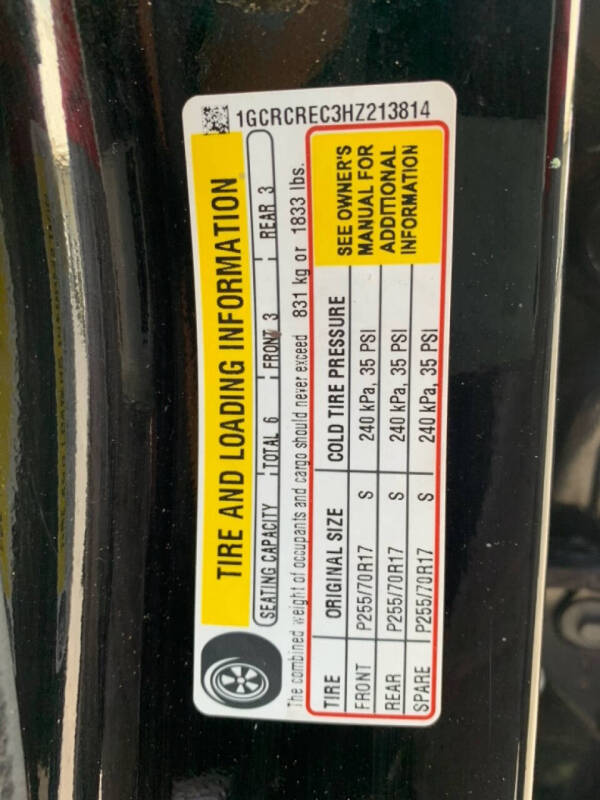 1GCRCREC3HZ213814
TIRE AND LOADING INFORMATION
SEATING CAPACITY TOTAL 6 FRONT 3 REAR 3
The combined weight of occupants and cargo should never exceed 831 kg or 1833 lbs.
TIRE ORIGINAL SIZE COLD TIRE PRESSURE
FRONT P255/70R17 S 240 kPa, 35 PSI
REAR P255/70R17 S 240 kPa, 35 PSI
SPARE P255/70R17 S 240 kPa, 35 PSI
SEE OWNER'S
MANUAL FOR
ADDITIONAL
INFORMATION